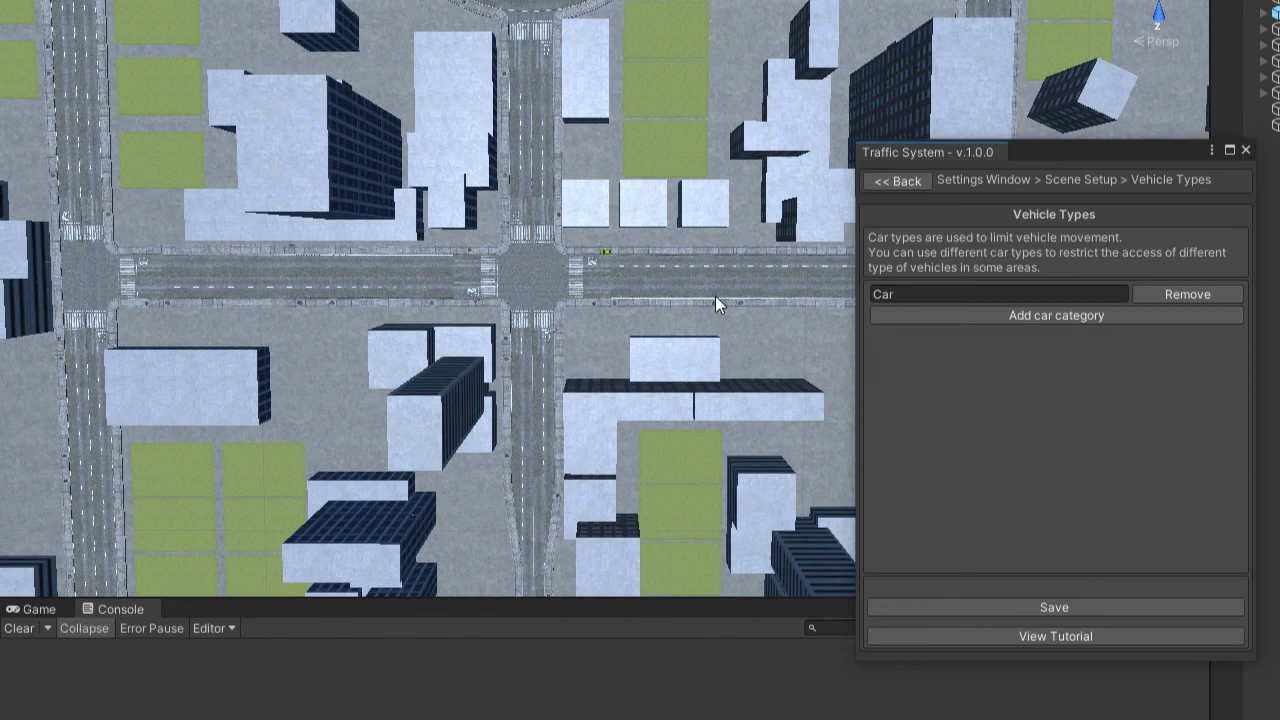 Z
Persp
Traffic System - v.1.0.0
<< Back
Settings Window > Scene Setup > Vehicle Types
Vehicle Types
Car types are used to limit vehicle movement.
You can use different car types to restrict the access of different
type of vehicles in some areas.
Car
Remove
Add car category
Save
View Tutorial
Game
Console
Clear
Collapse
Error Pause
Editor